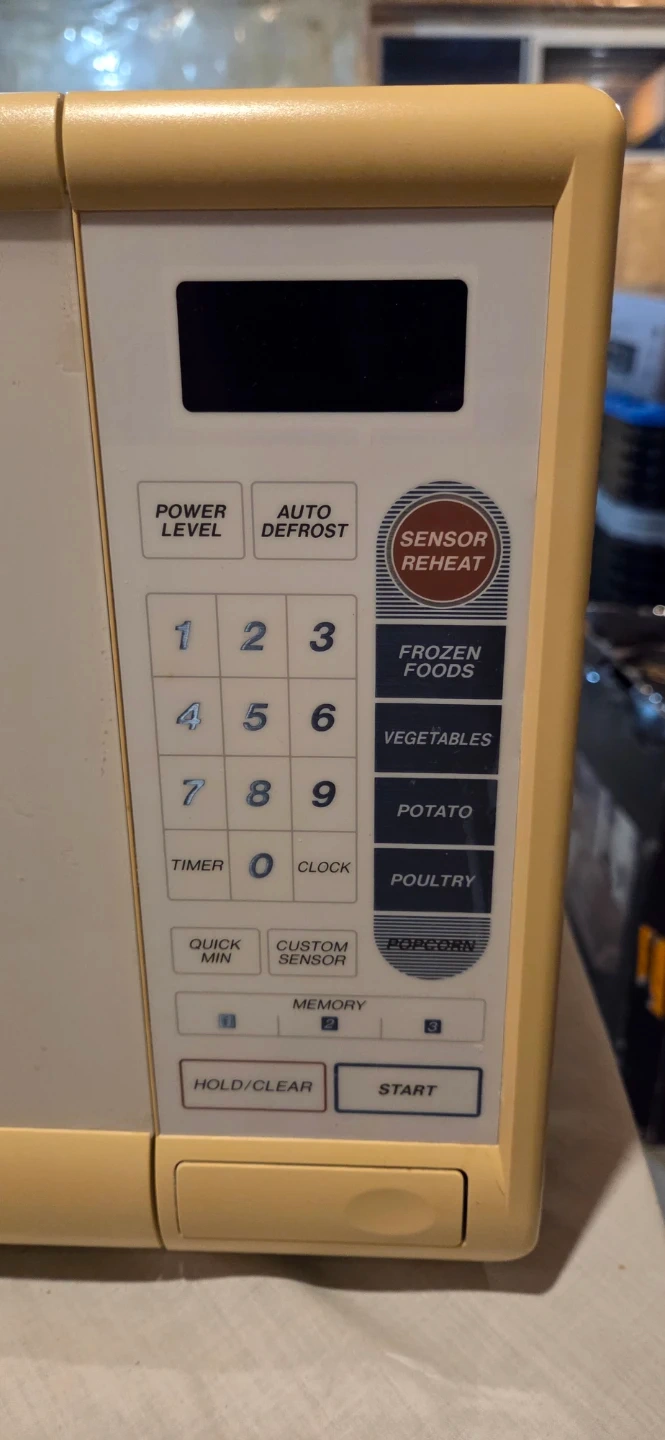 POWER
LEVEL
AUTO
DEFROST
SENSOR
REHEAT
1 2 3
4 5 6
7 8 9
TIMER 0 CLOCK
FROZEN
FOODS
VEGETABLES
POTATO
POULTRY
POPCORN
QUICK
MIN
CUSTOM
SENSOR
MEMORY
1 2 3
HOLD/CLEAR
START